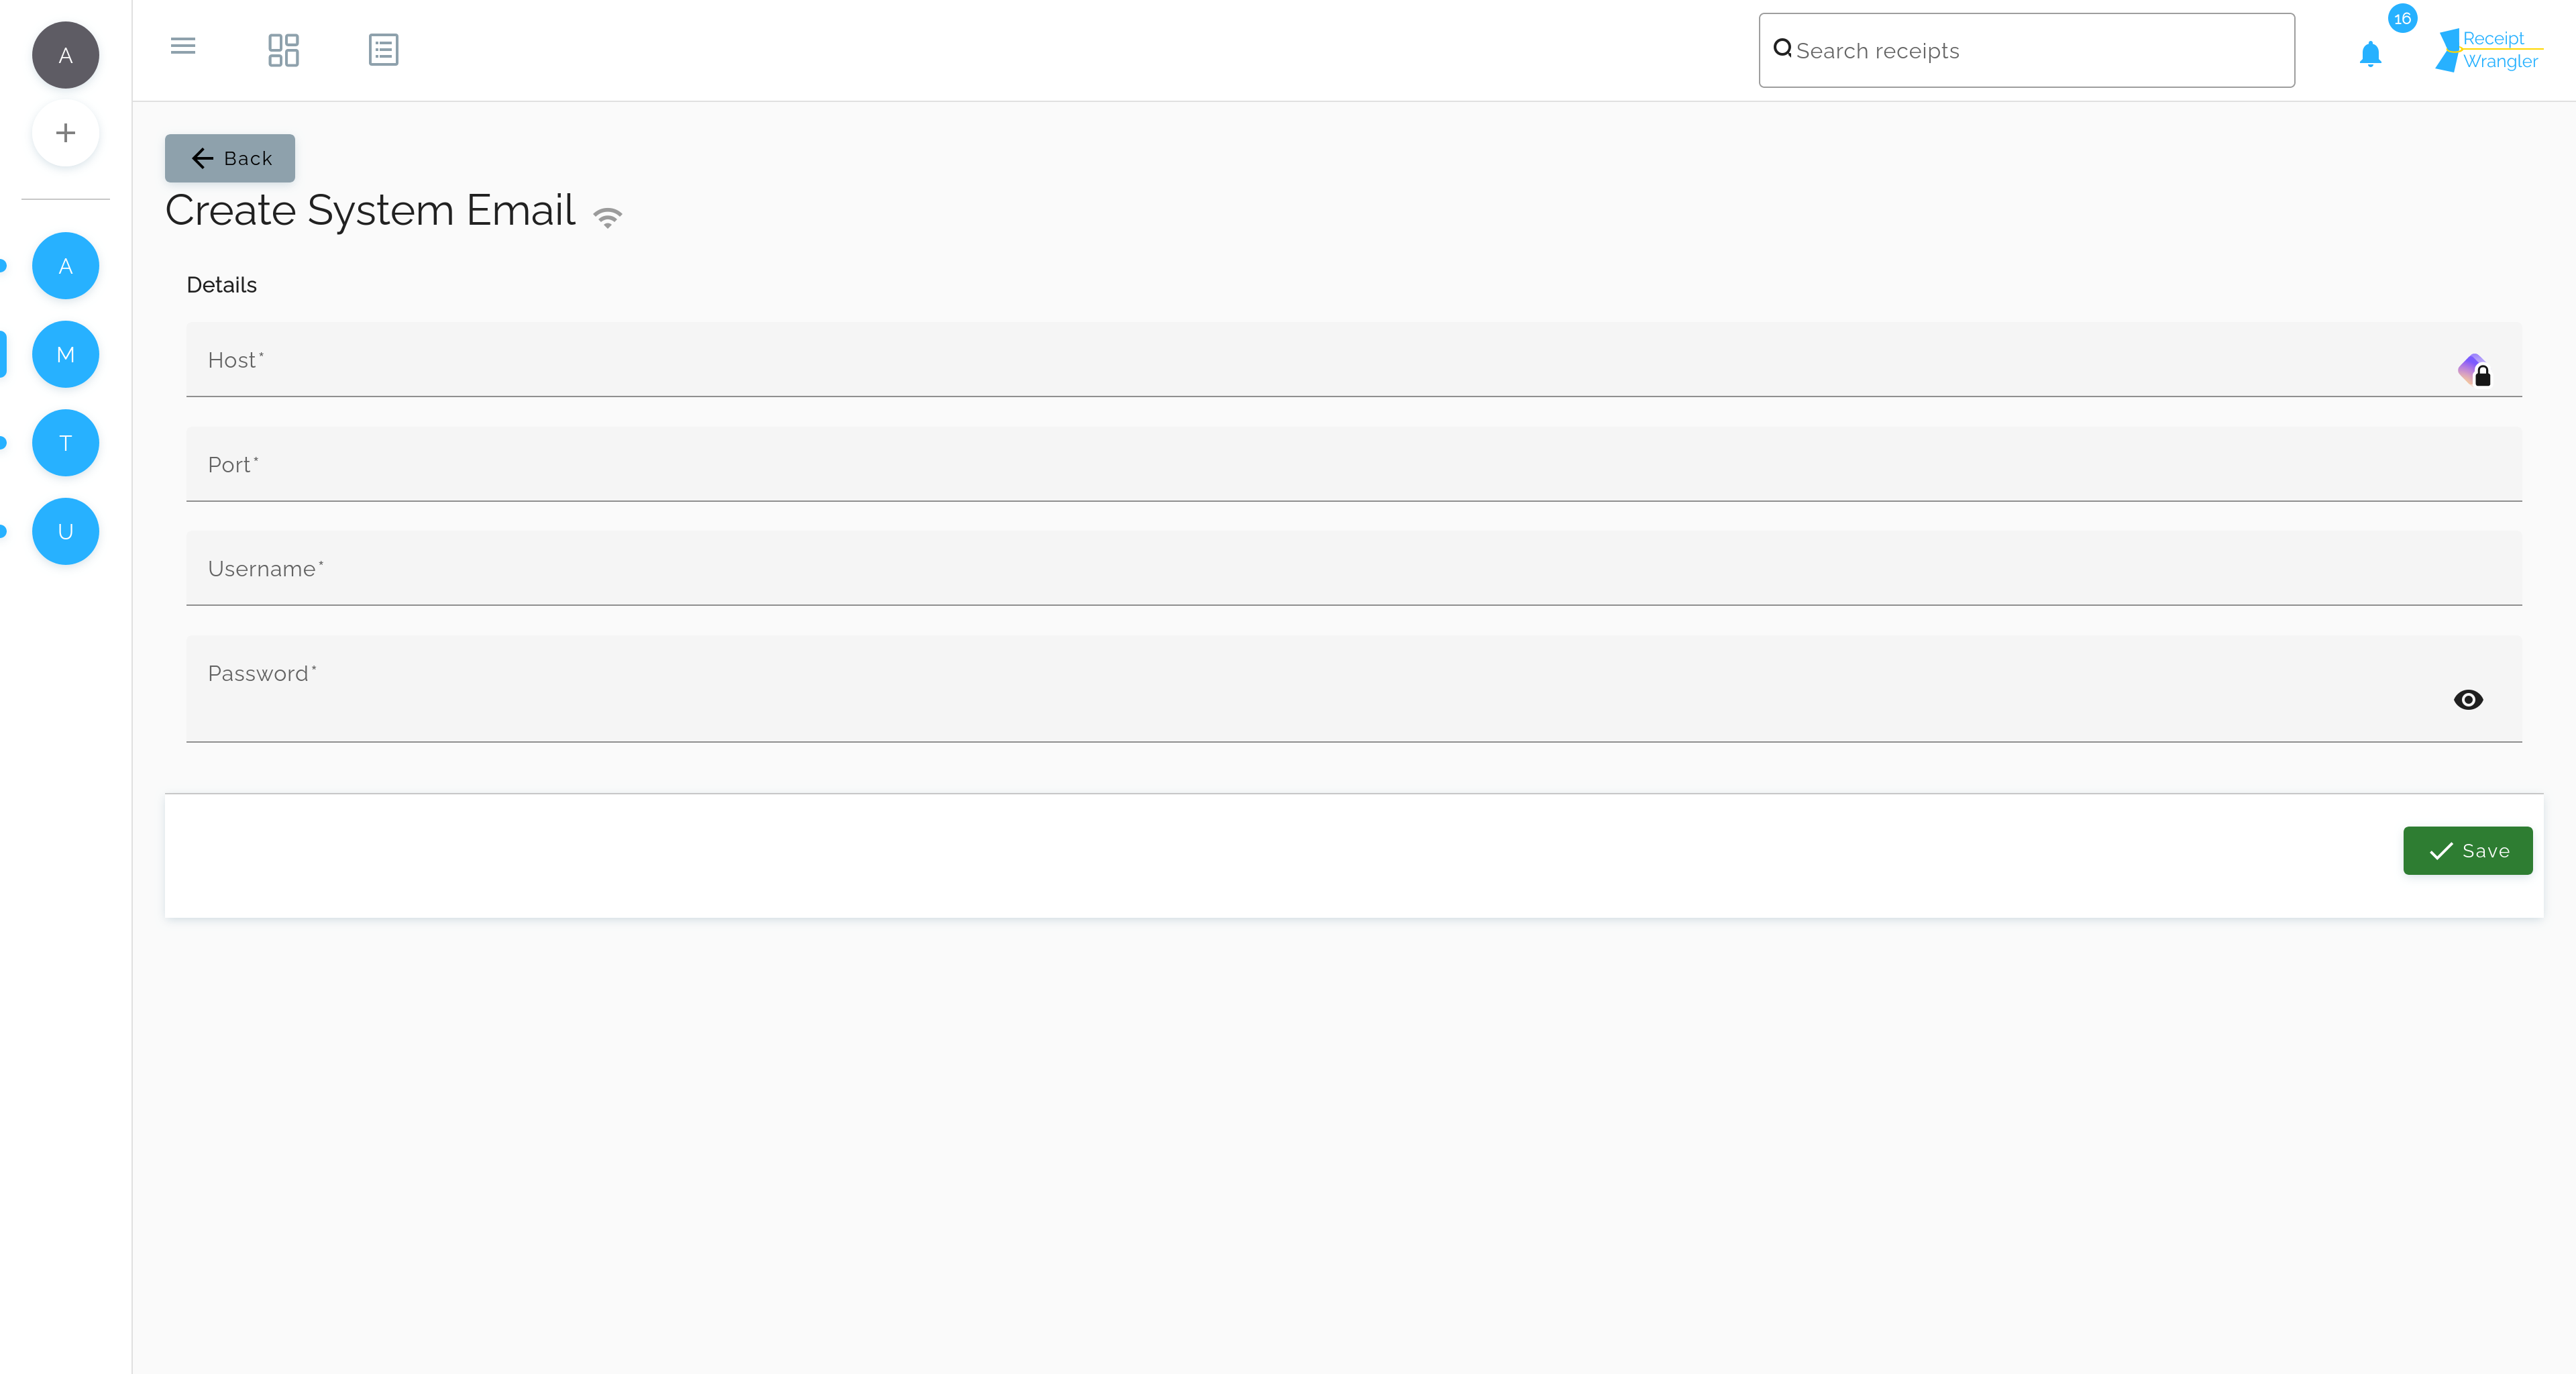 A
Search receipts
16
Receipt
Wrangler
Back
Create System Email
A
M
T
U
Details
Host*
Port*
Username*
Password*
Save